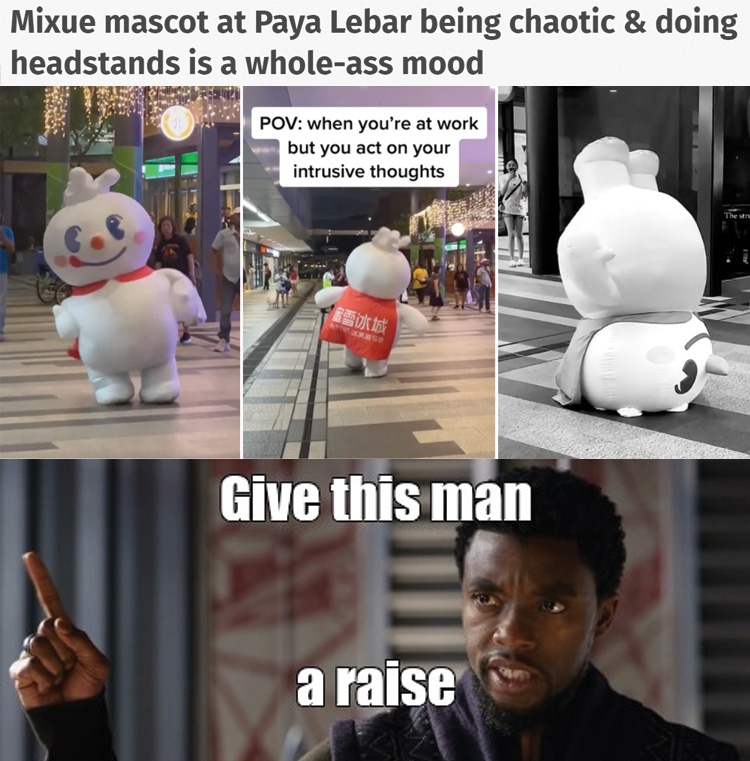 Mixue mascot at Paya Lebar being chaotic & doing
headstands is a whole-ass mood
POV: when you're at work
but you act on your
intrusive thoughts
蜜雪冰城
The
Give this man
a raise